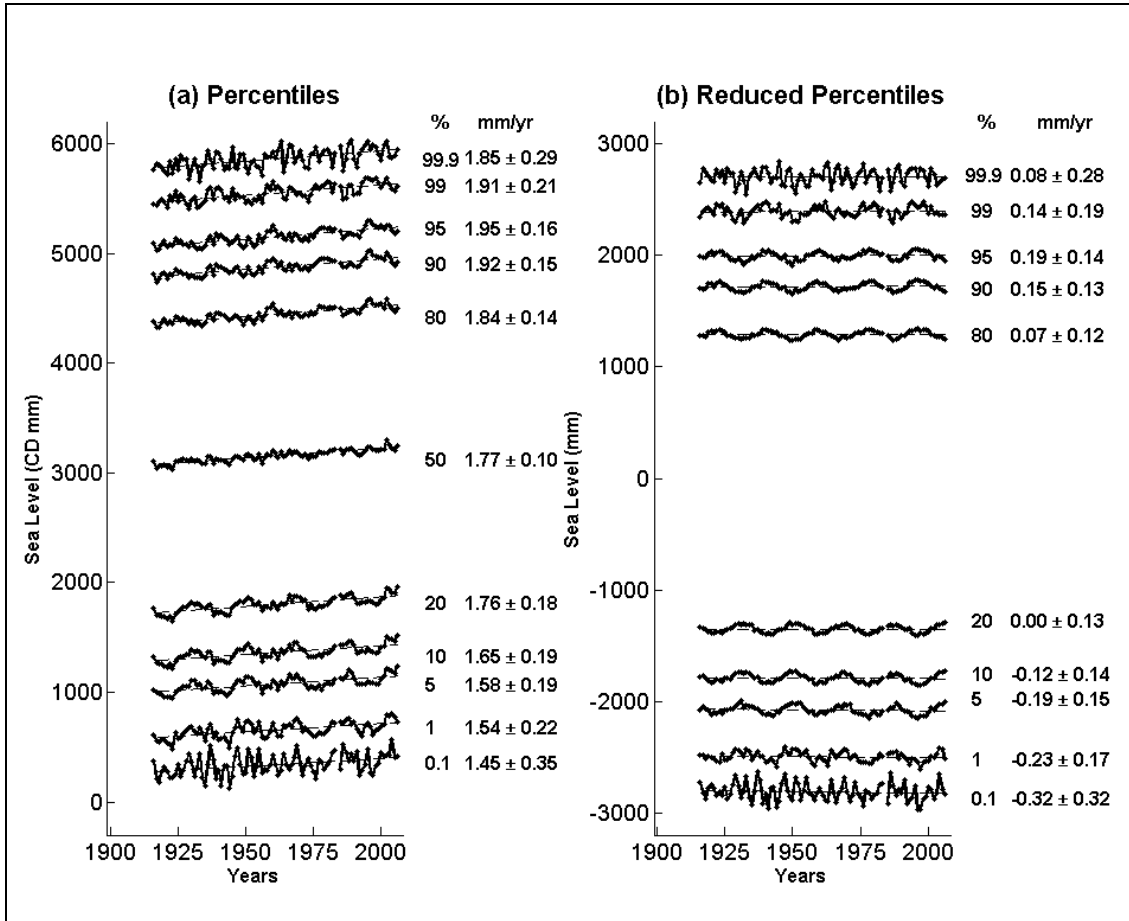 (a) Percentiles
% mm/yr
6000
5000
4000
3000
2000
1000
0
Sea Level (CD mm)
99.9 1.85 ± 0.29
99 1.91 ± 0.21
95 1.95 ± 0.16
90 1.92 ± 0.15
80 1.84 ± 0.14
50 1.77 ± 0.10
20 1.76 ± 0.18
10 1.65 ± 0.19
5 1.58 ± 0.19
1 1.54 ± 0.22
0.1 1.45 ± 0.35
1900 1925 1950 1975 2000
Years
(b) Reduced Percentiles
% mm/yr
3000
2000
1000
0
-1000
-2000
-3000
Sea Level (mm)
99.9 0.08 ± 0.28
99 0.14 ± 0.19
95 0.19 ± 0.14
90 0.15 ± 0.13
80 0.07 ± 0.12
20 0.00 ± 0.13
10 -0.12 ± 0.14
5 -0.19 ± 0.15
1 -0.23 ± 0.17
0.1 -0.32 ± 0.32
1900 1925 1950 1975 2000
Years